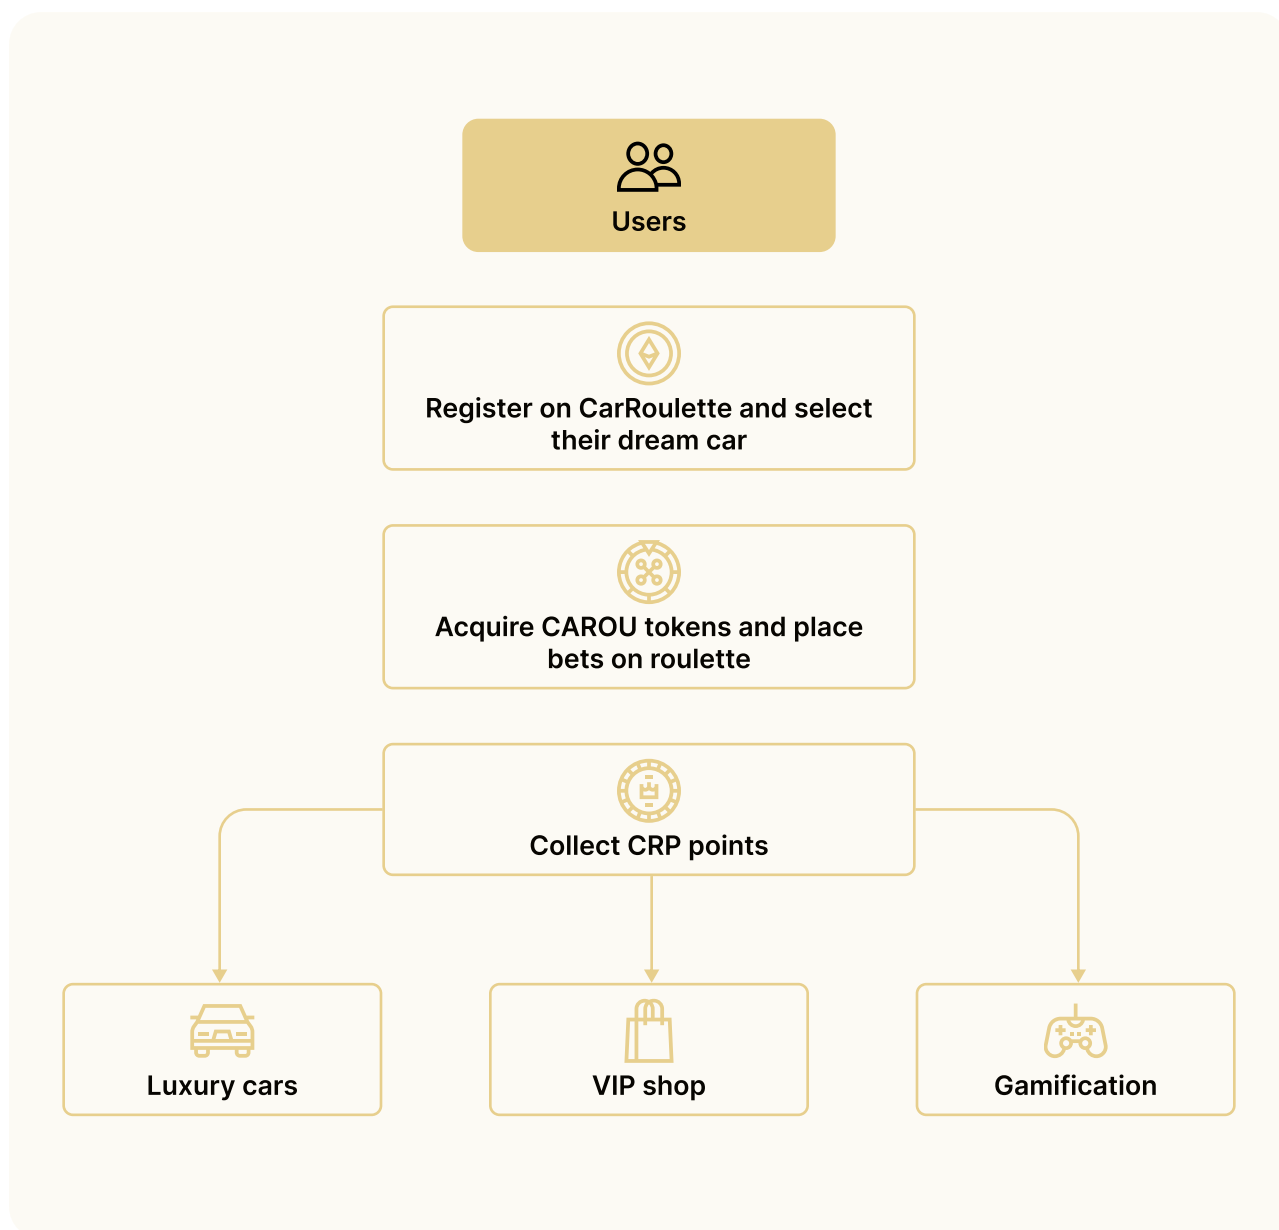 Users
Register on CarRoulette and select
their dream car
Acquire CAROU tokens and place
bets on roulette
Collect CRP points
Luxury cars
VIP shop
Gamification